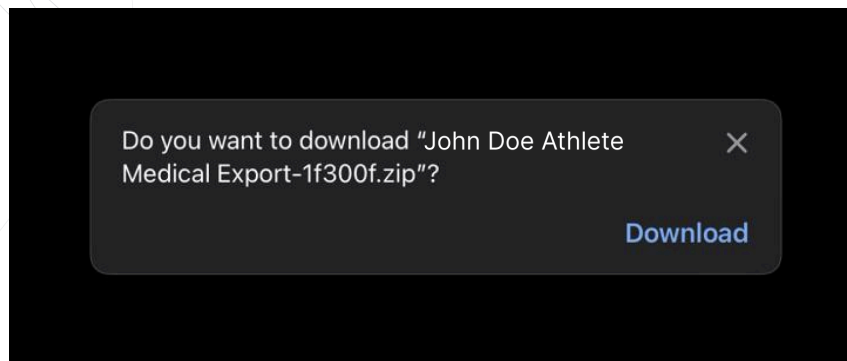 Do you want to download “John Doe Athlete
Medical Export-1f300f.zip”?
Download